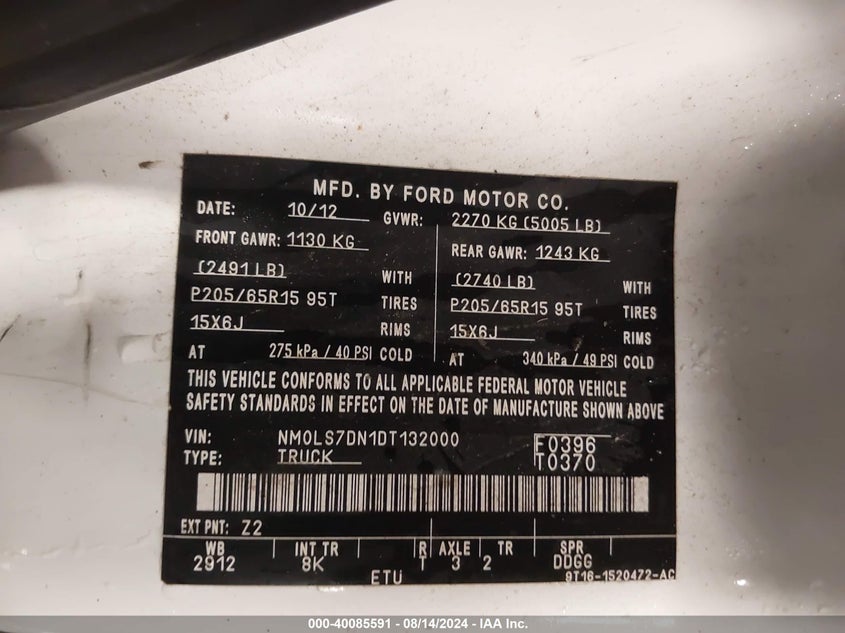 MFD. BY FORD MOTOR CO.
DATE: 10/12 GVWR: 2270 KG (5005 LB)
FRONT GAWR: 1130 KG REAR GAWR: 1243 KG
(2491 LB) WITH (2740 LB) WITH
P205/65R15 95T TIRES P205/65R15 95T TIRES
15X6J RIMS 15X6J RIMS
AT 275 kPa / 40 PSI COLD AT 340 kPa / 49 PSI COLD
THIS VEHICLE CONFORMS TO ALL APPLICABLE FEDERAL MOTOR VEHICLE
SAFETY STANDARDS IN EFFECT ON THE DATE OF MANUFACTURE SHOWN ABOVE
VIN: NM0LS7DN1DT132000 F0396
TYPE: TRUCK T0370
EXT PNT: Z2
WB INT TR R AXLE TR SPR
2912 8K T 3 2 DDGG
ETU 9T16-1520472-AC
000-40085591 - 08/14/2024 - IAA Inc.